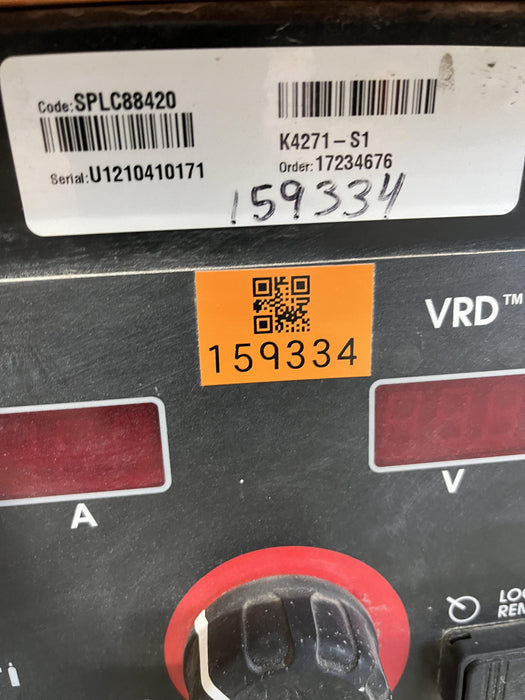 Code: SPLC88420
Serial: U1210410171
K4271-S1
Order: 17234676
159334
159334
VRD™
A
V